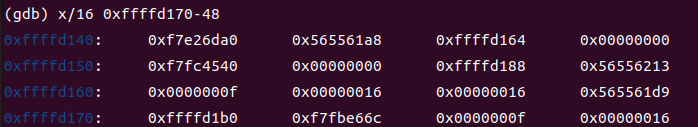 (gdb) x/16 0xffffd170-48
0xffffd140: 0xf7e26da0 0x565561a8 0xffffd164 0x00000000
0xffffd150: 0xf7fc4540 0x00000000 0xffffd188 0x56556213
0xffffd160: 0x0000000f 0x00000016 0x00000016 0x565561d9
0xffffd170: 0xffffd1b0 0xf7fbe66c 0x0000000f 0x00000016